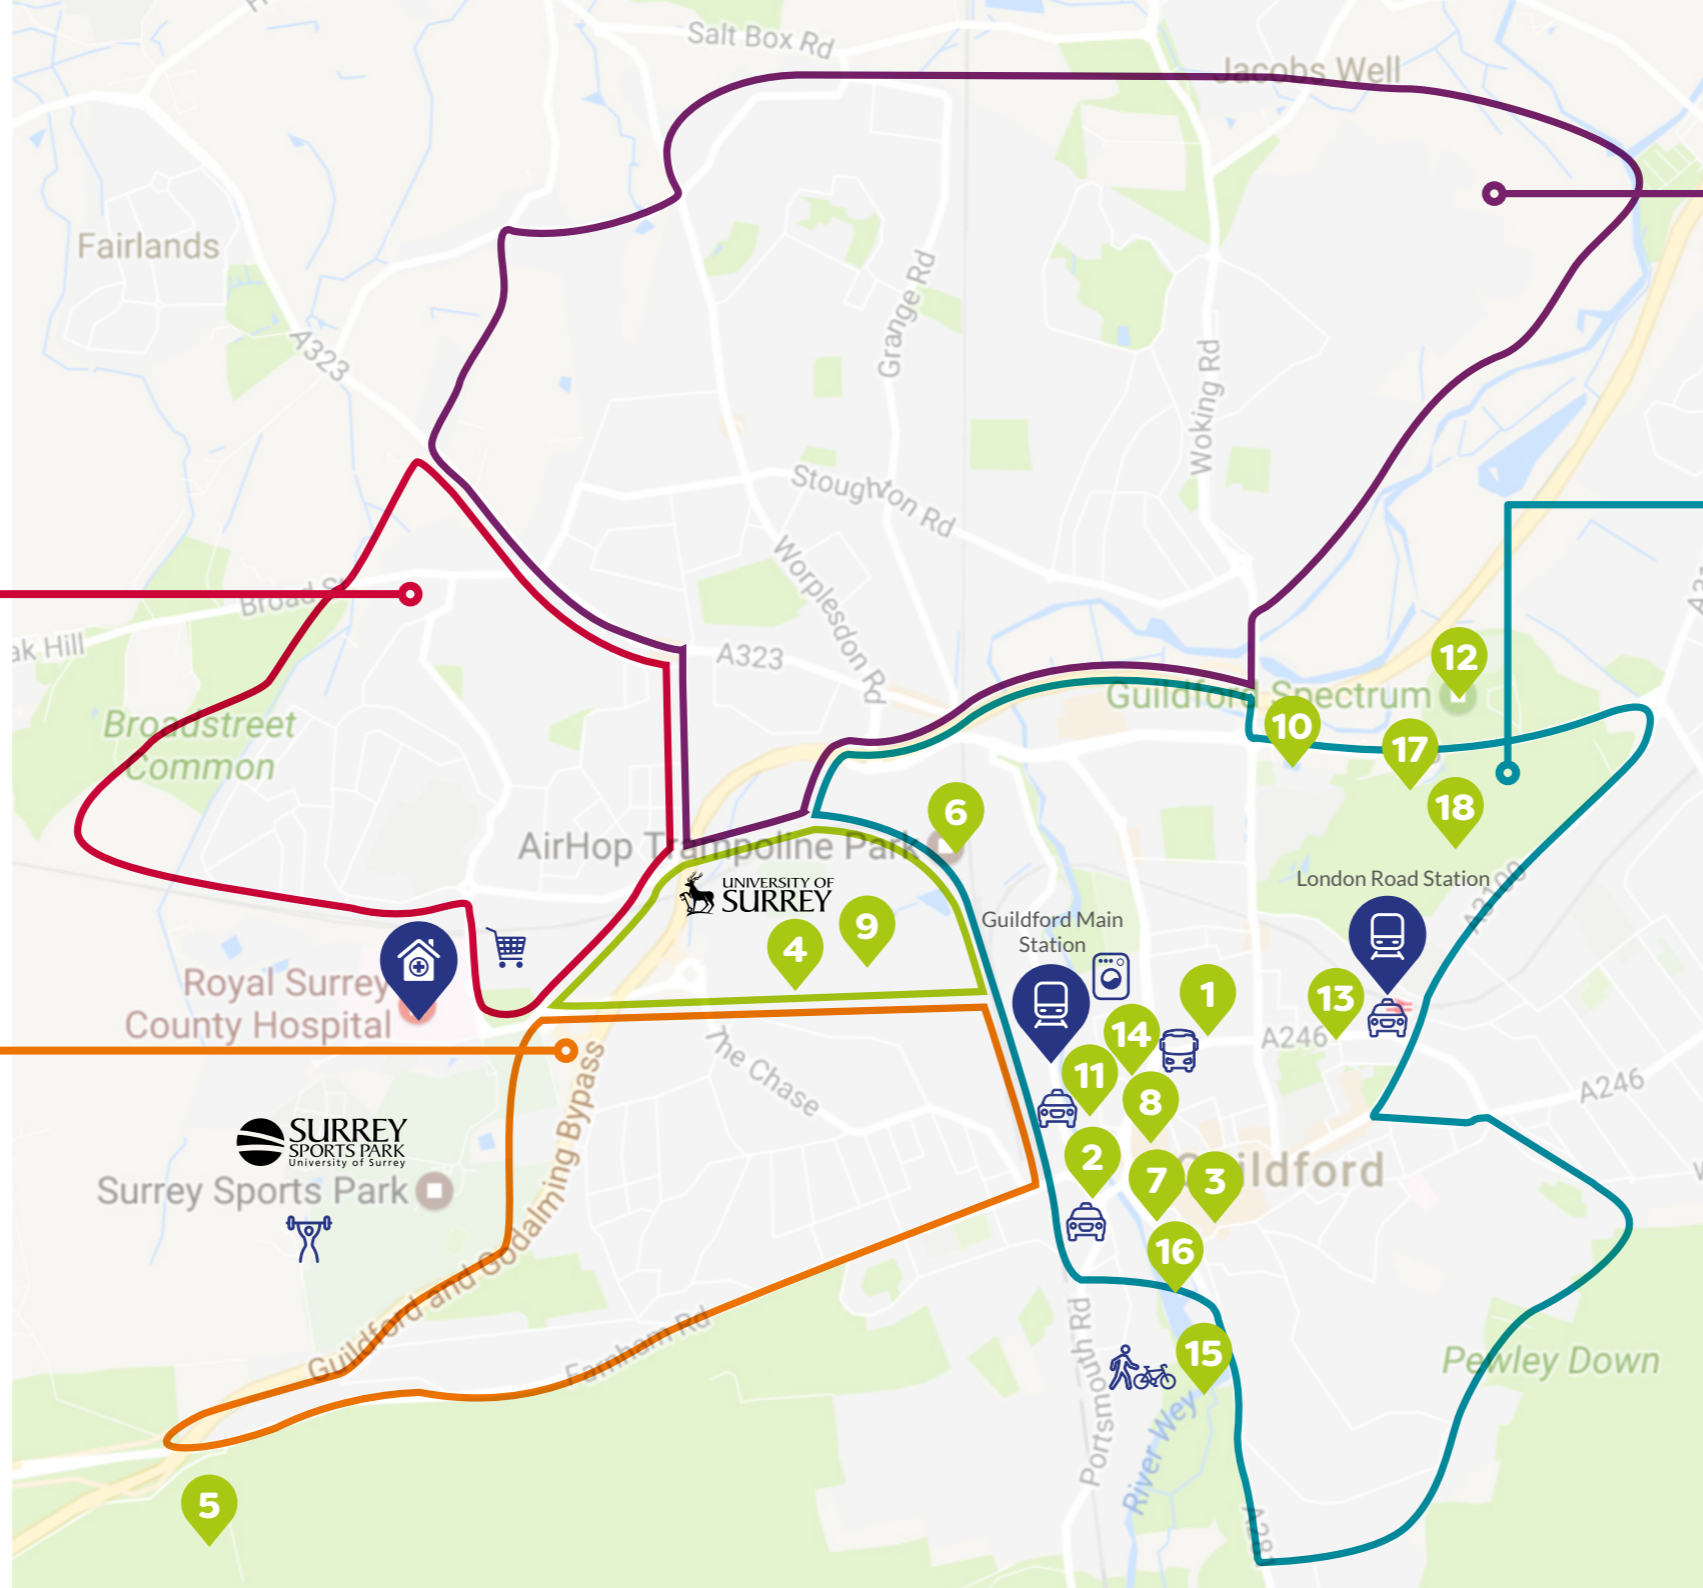 Salt Box Rd
Jacobs Well
Fairlands
Grange Rd
A323
Woking Rd
Stoughton Rd
Worplesdon Rd
Broad St
ak Hill
A323
A31
12
Guildford Spectrum
10
17
18
Broadstreet
Common
6
AirHop Trampoline Park
UNIVERSITY OF
SURREY
London Road Station
A3100
Guildford Main
Station
9
4
Royal Surrey
County Hospital
1
13
14
A246
11
8
The Chase
A246
SURREY
SPORTS PARK
University of Surrey
Surrey Sports Park
Guildford and Godalming Bypass
2
7
3
Guildford
16
Farnham Rd
Portsmouth Rd
15
Pewley Down
River Wey
5
A281